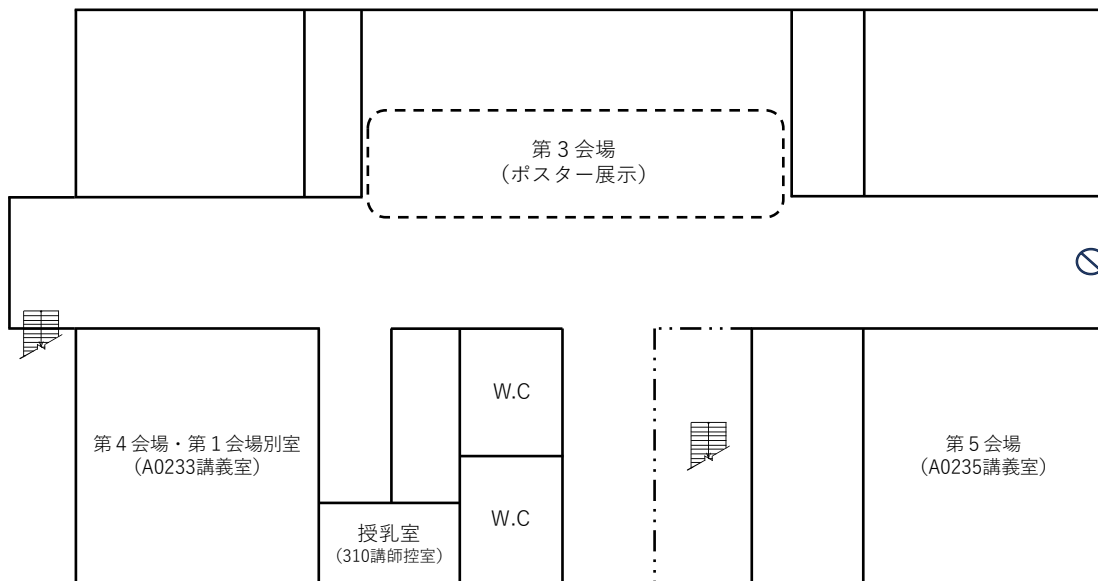 第３会場
（ポスター展示）
W.C
第４会場・第１会場別室
（A0233講義室）
第５会場
（A0235講義室）
W.C
授乳室
（310講師控室）